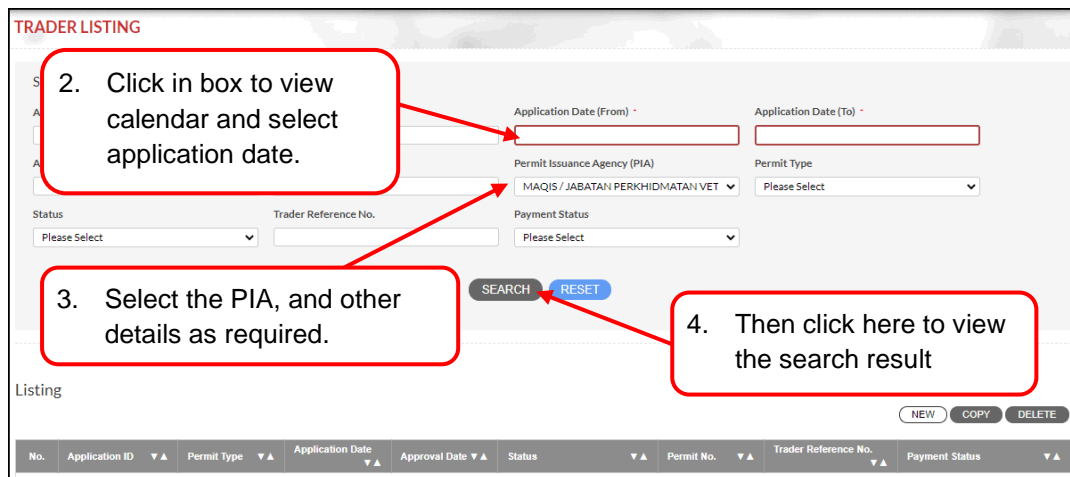 TRADER LISTING
2. Click in box to view
calendar and select
application date.
Application Date (From) *
Application Date (To) *
Permit Issuance Agency (PIA)
Permit Type
MAQIS / JABATAN PERKHIDMATAN VET
Please Select
Status
Trader Reference No.
Payment Status
Please Select
Please Select
3. Select the PIA, and other
details as required.
SEARCH
RESET
4. Then click here to view
the search result
Listing
NEW
COPY
DELETE
No. Application ID ▼▲ Permit Type ▼▲ Application Date ▼▲ Approval Date ▼▲ Status ▼▲ Permit No. ▼▲ Trader Reference No. ▼▲ Payment Status ▼▲